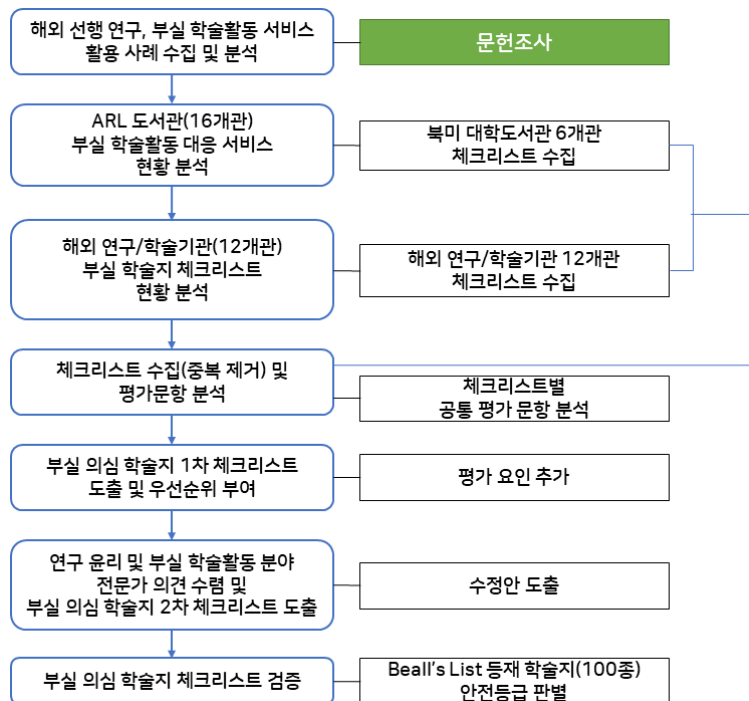 해외 선행 연구, 부실 학술활동 서비스
활용 사례 수집 및 분석
문헌조사
ARL 도서관(16개관)
부실 학술활동 대응 서비스
현황 분석
북미 대학도서관 6개관
체크리스트 수집
해외 연구/학술기관(12개관)
부실 학술지 체크리스트
현황 분석
해외 연구/학술기관 12개관
체크리스트 수집
체크리스트 수집(중복 제거) 및
평가문항 분석
체크리스트별
공통 평가 문항 분석
부실 의심 학술지 1차 체크리스트
도출 및 우선순위 부여
평가 요인 추가
연구 윤리 및 부실 학술활동 분야
전문가 의견 수렴 및
부실 의심 학술지 2차 체크리스트 도출
수정안 도출
부실 의심 학술지 체크리스트 검증
Beall's List 등재 학술지(100종)
안전등급 판별